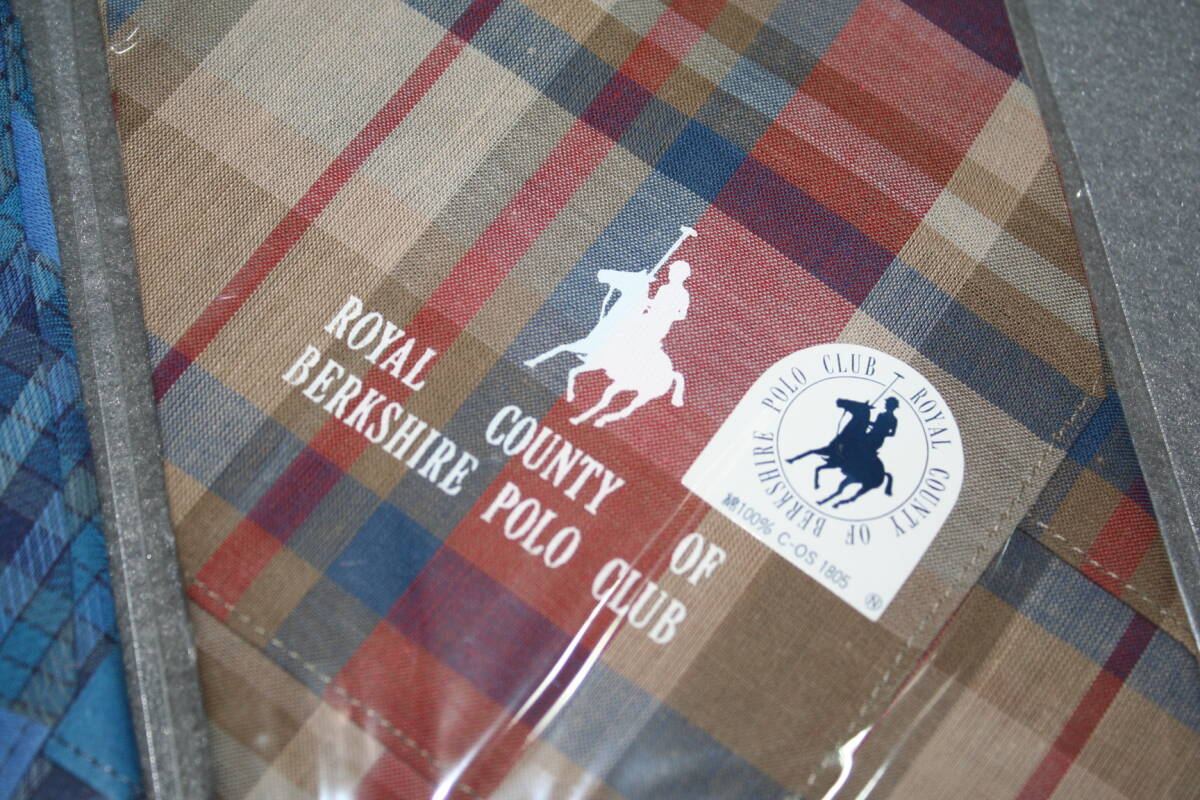 ROYAL COUNTY OF
BERKSHIRE POLO CLUB
ROYAL COUNTY OF BERKSHIRE POLO CLUB
綿100% C-OS 1805
Ⓝ